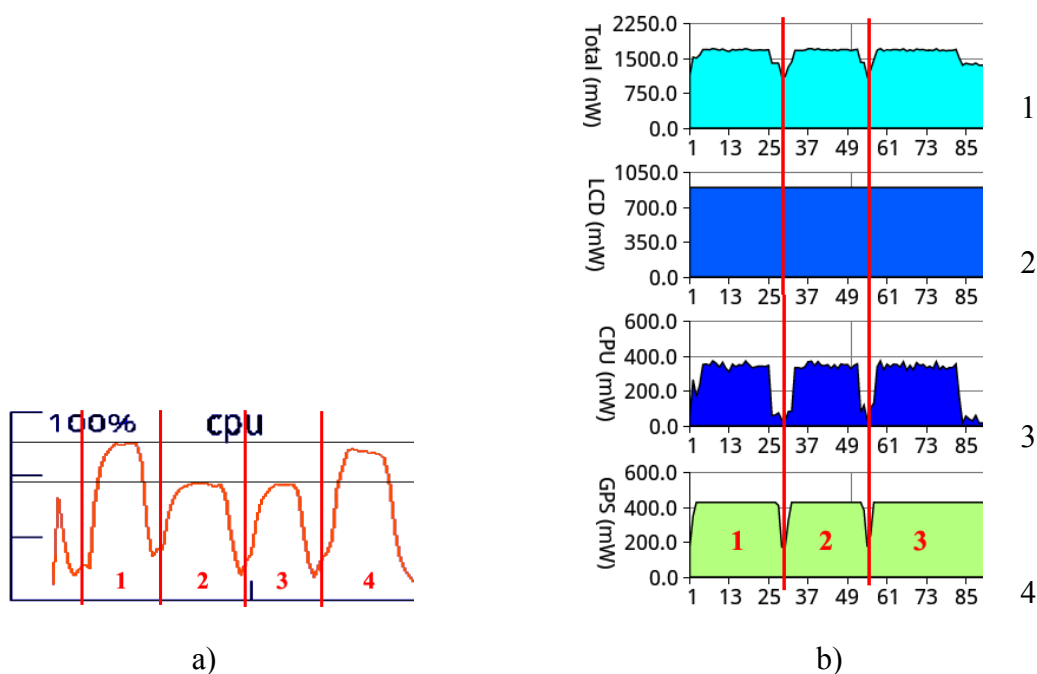 100% cpu
1 2 3 4
a)
Total (mW)
2250.0
1500.0
750.0
0.0
1 13 25 37 49 61 73 85
1
LCD (mW)
1050.0
700.0
350.0
0.0
1 13 25 37 49 61 73 85
2
CPU (mW)
600.0
400.0
200.0
0.0
1 13 25 37 49 61 73 85
3
GPS (mW)
600.0
400.0
200.0
0.0
1 2 3
1 13 25 37 49 61 73 85
4
b)